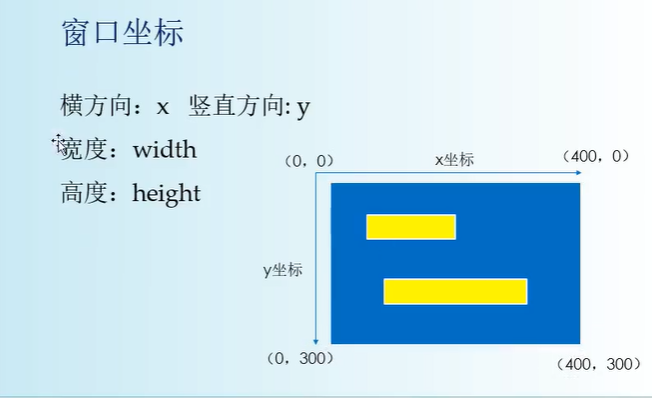 窗口坐标
横方向：x 竖直方向: y
宽度：width
高度：height
（0，0）
x坐标
（400，0）
y坐标
（0，300）
（400，300）